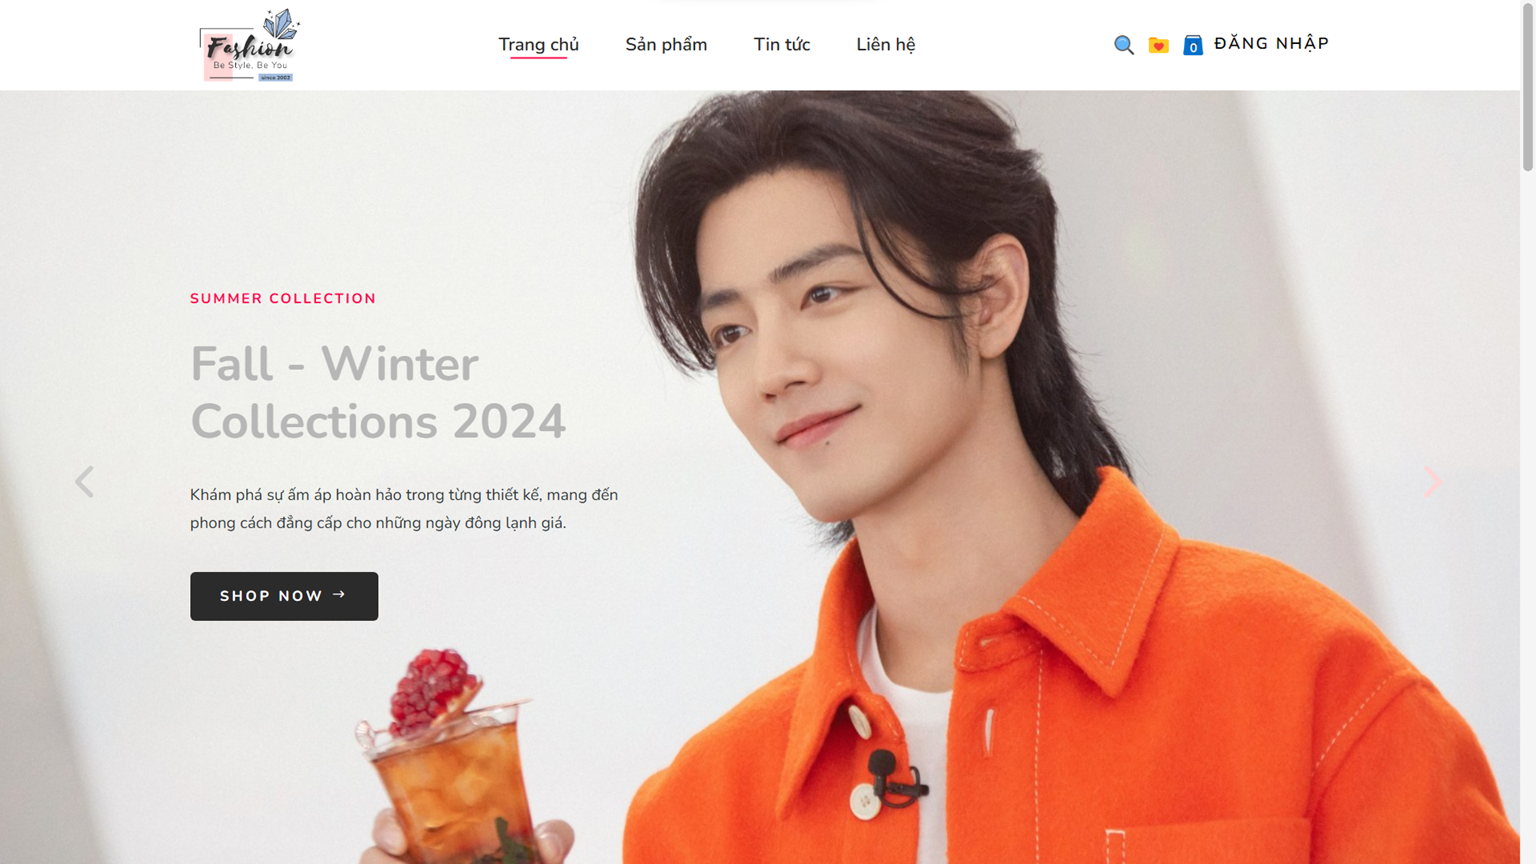 Fashion
Be Style, Be You
since 2003
Trang chủ
Sản phẩm
Tin tức
Liên hệ
0
ĐĂNG NHẬP
SUMMER COLLECTION
Fall - Winter
Collections 2024
Khám phá sự ấm áp hoàn hảo trong từng thiết kế, mang đến
phong cách đẳng cấp cho những ngày đông lạnh giá.
SHOP NOW →